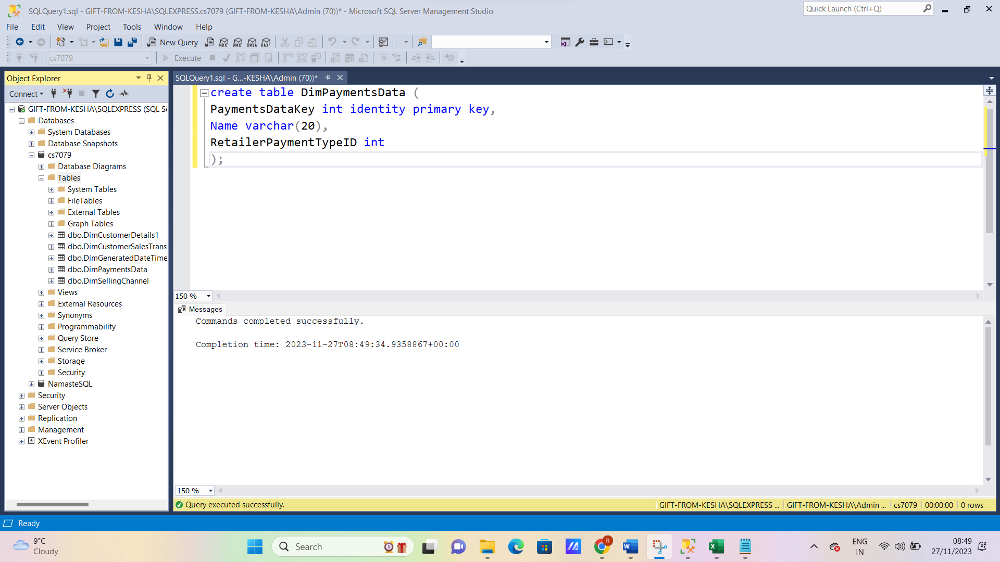 SQLQuery1.sql - GIFT-FROM-KESHA\SQLEXPRESS.cs7079 (GIFT-FROM-KESHA\Admin (70))* - Microsoft SQL Server Management Studio
Quick Launch (Ctrl+Q)
File Edit View Project Tools Window Help
New Query
MDX DMX XMLA DAX
cs7079
Execute
Object Explorer
Connect
GIFT-FROM-KESHA\SQLEXPRESS (SQL Se
Databases
System Databases
Database Snapshots
cs7079
Database Diagrams
Tables
System Tables
FileTables
External Tables
Graph Tables
dbo.DimCustomerDetails1
dbo.DimCustomerSalesTrans
dbo.DimGeneratedDateTime
dbo.DimPaymentsData
dbo.DimSellingChannel
Views
External Resources
Synonyms
Programmability
Query Store
Service Broker
Storage
Security
NamasteSQL
Security
Server Objects
Replication
Management
XEvent Profiler
SQLQuery1.sql - G...-KESHA\Admin (70))*
create table DimPaymentsData (
PaymentsDataKey int identity primary key,
Name varchar(20),
RetailerPaymentTypeID int
);
150 %
Messages
Commands completed successfully.
Completion time: 2023-11-27T08:49:34.9358867+00:00
150 %
Query executed successfully.
GIFT-FROM-KESHA\SQLEXPRESS ... GIFT-FROM-KESHA\Admin ... cs7079 00:00:00 0 rows
Ready
9°C
Cloudy
Search
R
ENG
IN
08:49
27/11/2023